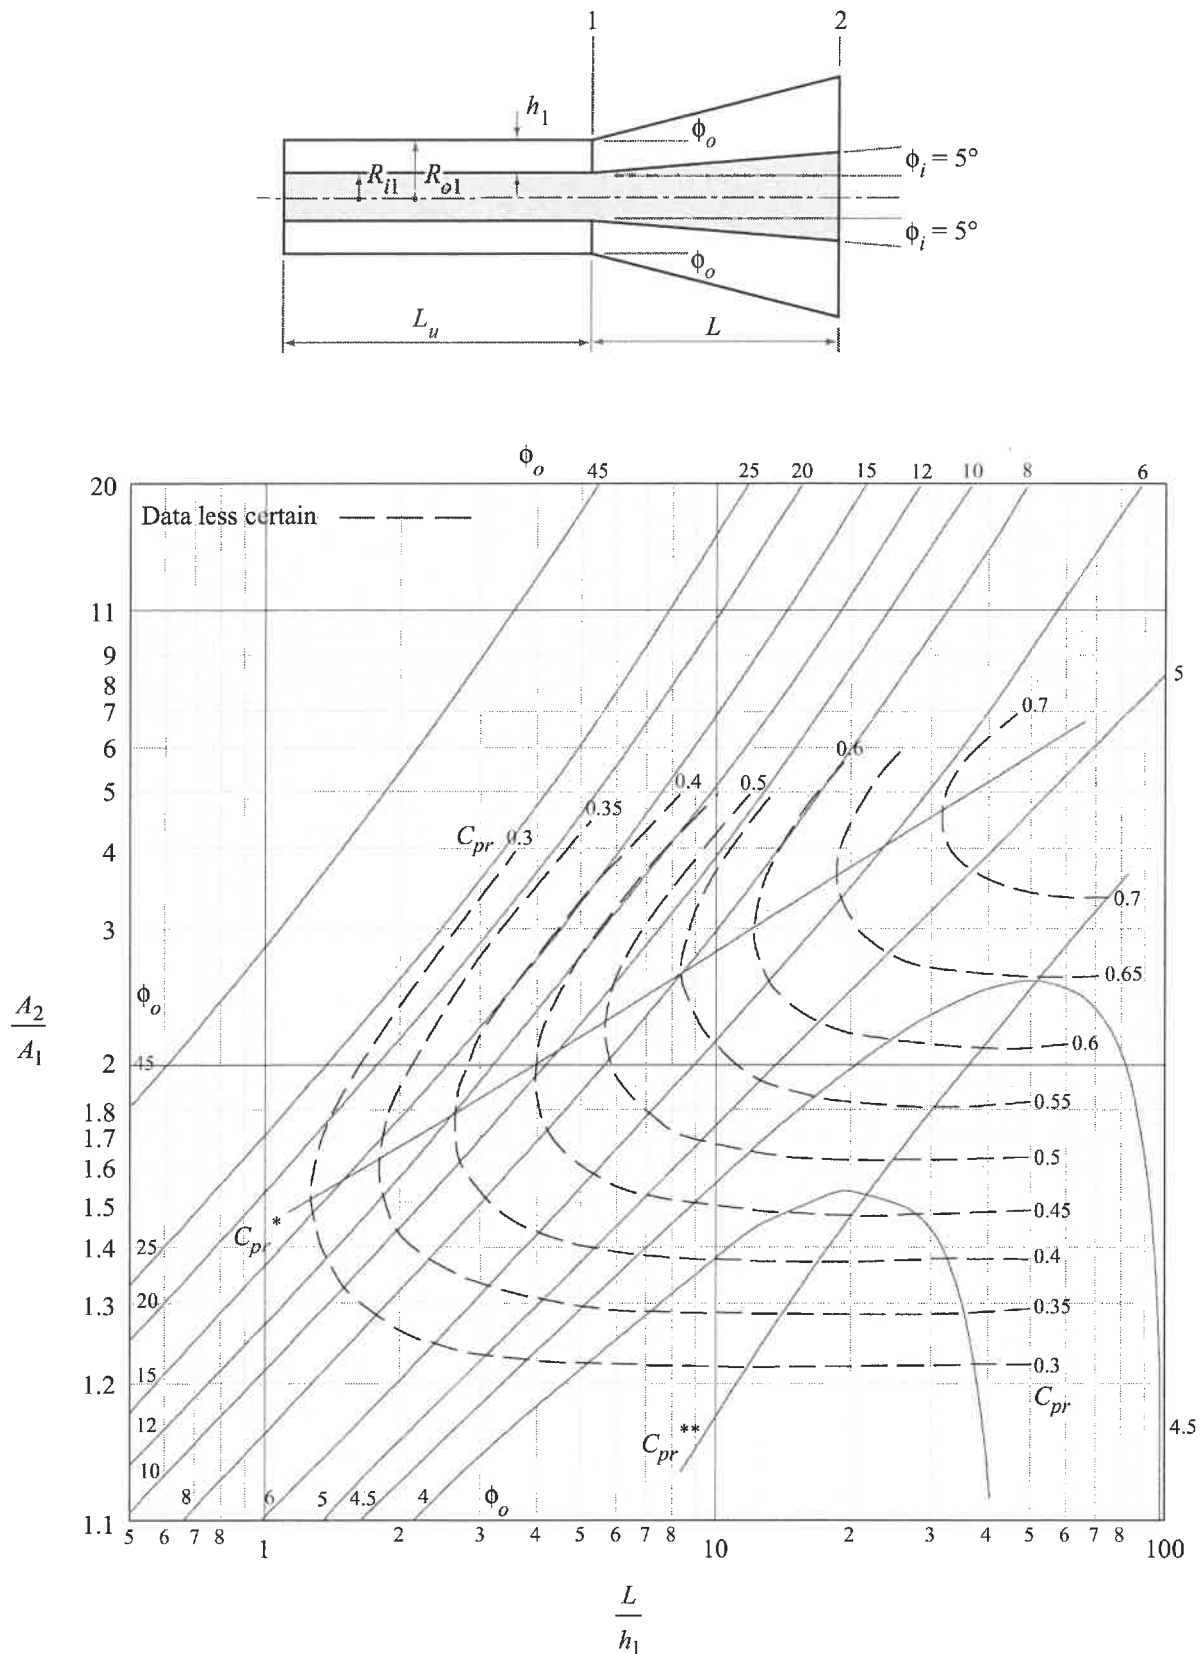 1 2
h1
ϕo
ϕi = 5°
Ri1 Ro1
ϕi = 5°
ϕo
Lu L
ϕo 45 25 20 15 12 10 8 6
20
Data less certain
11
9
8
5
7
0.7
6
0.6
5
0.4 0.5
0.35
Cpr 0.3
4
0.7
3
0.65
ϕo
A2
A1
0.6
45
2
0.55
1.8
1.7
0.5
1.6
1.5
0.45
Cpr*
25
1.4
0.4
20
1.3
0.35
15
0.3
1.2
Cpr
12
Cpr**
4.5
10
8 6 5 4.5 4 ϕo
1.1
5 6 7 8 1 2 3 4 5 6 7 8 10 2 3 4 5 6 7 8 100
L
h1